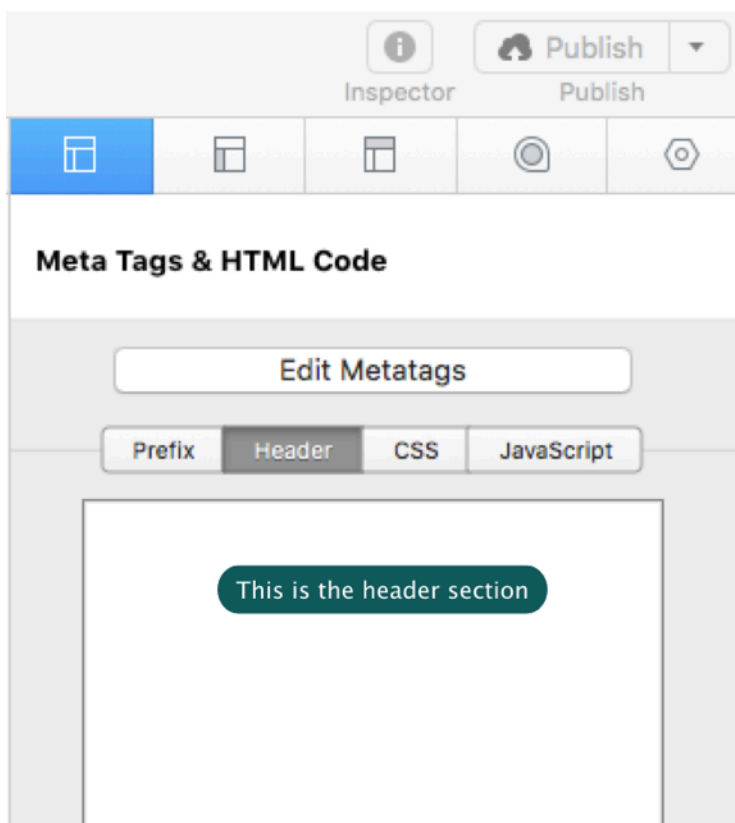 Publish
Inspector Publish
Meta Tags & HTML Code
Edit Metatags
Prefix Header CSS JavaScript
This is the header section